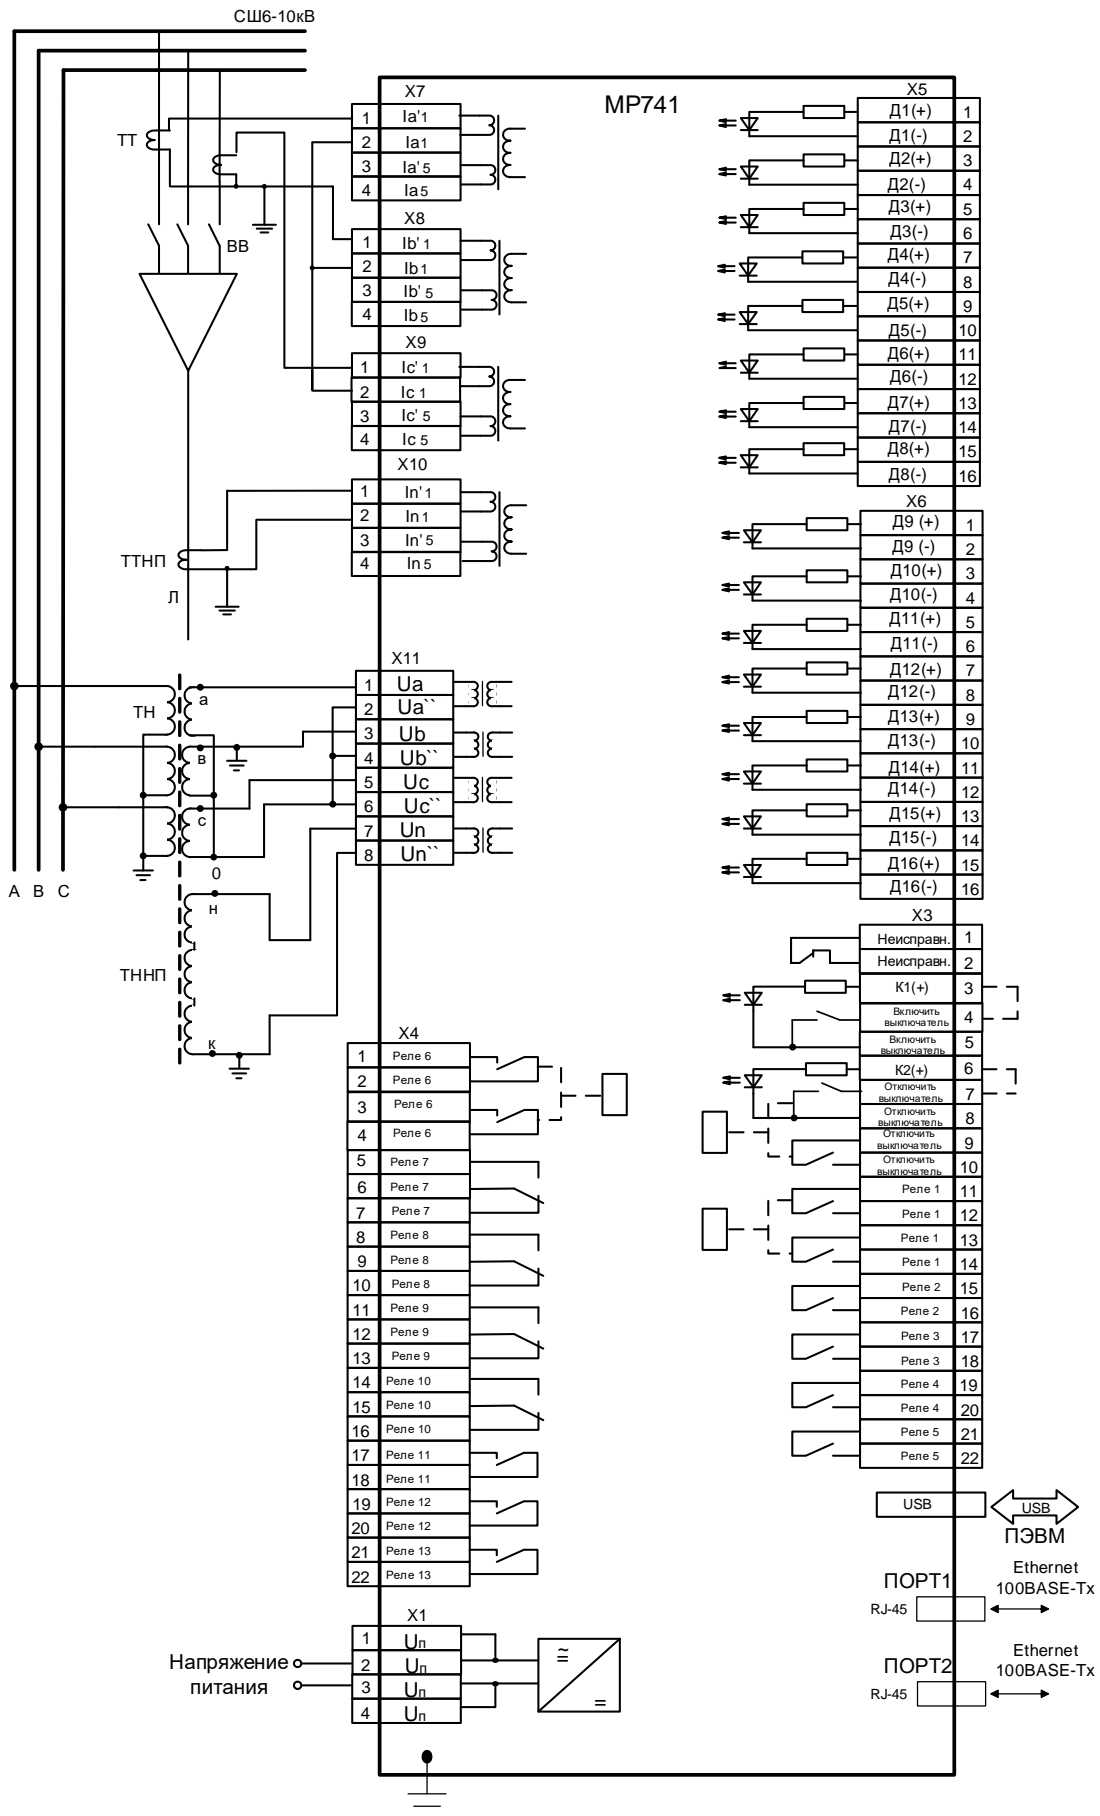 СШ6-10кВ
МР741
ТТ
ВВ
X7
1 Ia'1
2 Ia1
3 Ia'5
4 Ia5
X8
1 Ib'1
2 Ib1
3 Ib'5
4 Ib5
X9
1 Ic'1
2 Ic1
3 Ic'5
4 Ic5
X10
1 In'1
2 In1
3 In'5
4 In5
ТТНП
Л
X11
1 Ua
2 Ua``
3 Ub
4 Ub``
5 Uc
6 Uc``
7 Un
8 Un``
ТН
а
в
с
0
А В С
н
ТННП
к
X4
1 Реле 6
2 Реле 6
3 Реле 6
4 Реле 6
5 Реле 7
6 Реле 7
7 Реле 7
8 Реле 8
9 Реле 8
10 Реле 8
11 Реле 9
12 Реле 9
13 Реле 9
14 Реле 10
15 Реле 10
16 Реле 10
17 Реле 11
18 Реле 11
19 Реле 12
20 Реле 12
21 Реле 13
22 Реле 13
X1
1 Uп
2 Uп
3 Uп
4 Uп
Напряжение
питания
≃
=
X5
Д1(+) 1
Д1(-) 2
Д2(+) 3
Д2(-) 4
Д3(+) 5
Д3(-) 6
Д4(+) 7
Д4(-) 8
Д5(+) 9
Д5(-) 10
Д6(+) 11
Д6(-) 12
Д7(+) 13
Д7(-) 14
Д8(+) 15
Д8(-) 16
X6
Д9 (+) 1
Д9 (-) 2
Д10(+) 3
Д10(-) 4
Д11(+) 5
Д11(-) 6
Д12(+) 7
Д12(-) 8
Д13(+) 9
Д13(-) 10
Д14(+) 11
Д14(-) 12
Д15(+) 13
Д15(-) 14
Д16(+) 15
Д16(-) 16
X3
Неисправн. 1
Неисправн. 2
К1(+) 3
Включить
выключатель 4
Включить
выключатель 5
К2(+) 6
Отключить
выключатель 7
Отключить
выключатель 8
Отключить
выключатель 9
Отключить
выключатель 10
Реле 1 11
Реле 1 12
Реле 1 13
Реле 1 14
Реле 2 15
Реле 2 16
Реле 3 17
Реле 3 18
Реле 4 19
Реле 4 20
Реле 5 21
Реле 5 22
USB USB
ПЭВМ
ПОРТ1 Ethernet
RJ-45 100BASE-Tx
ПОРТ2 Ethernet
RJ-45 100BASE-Tx